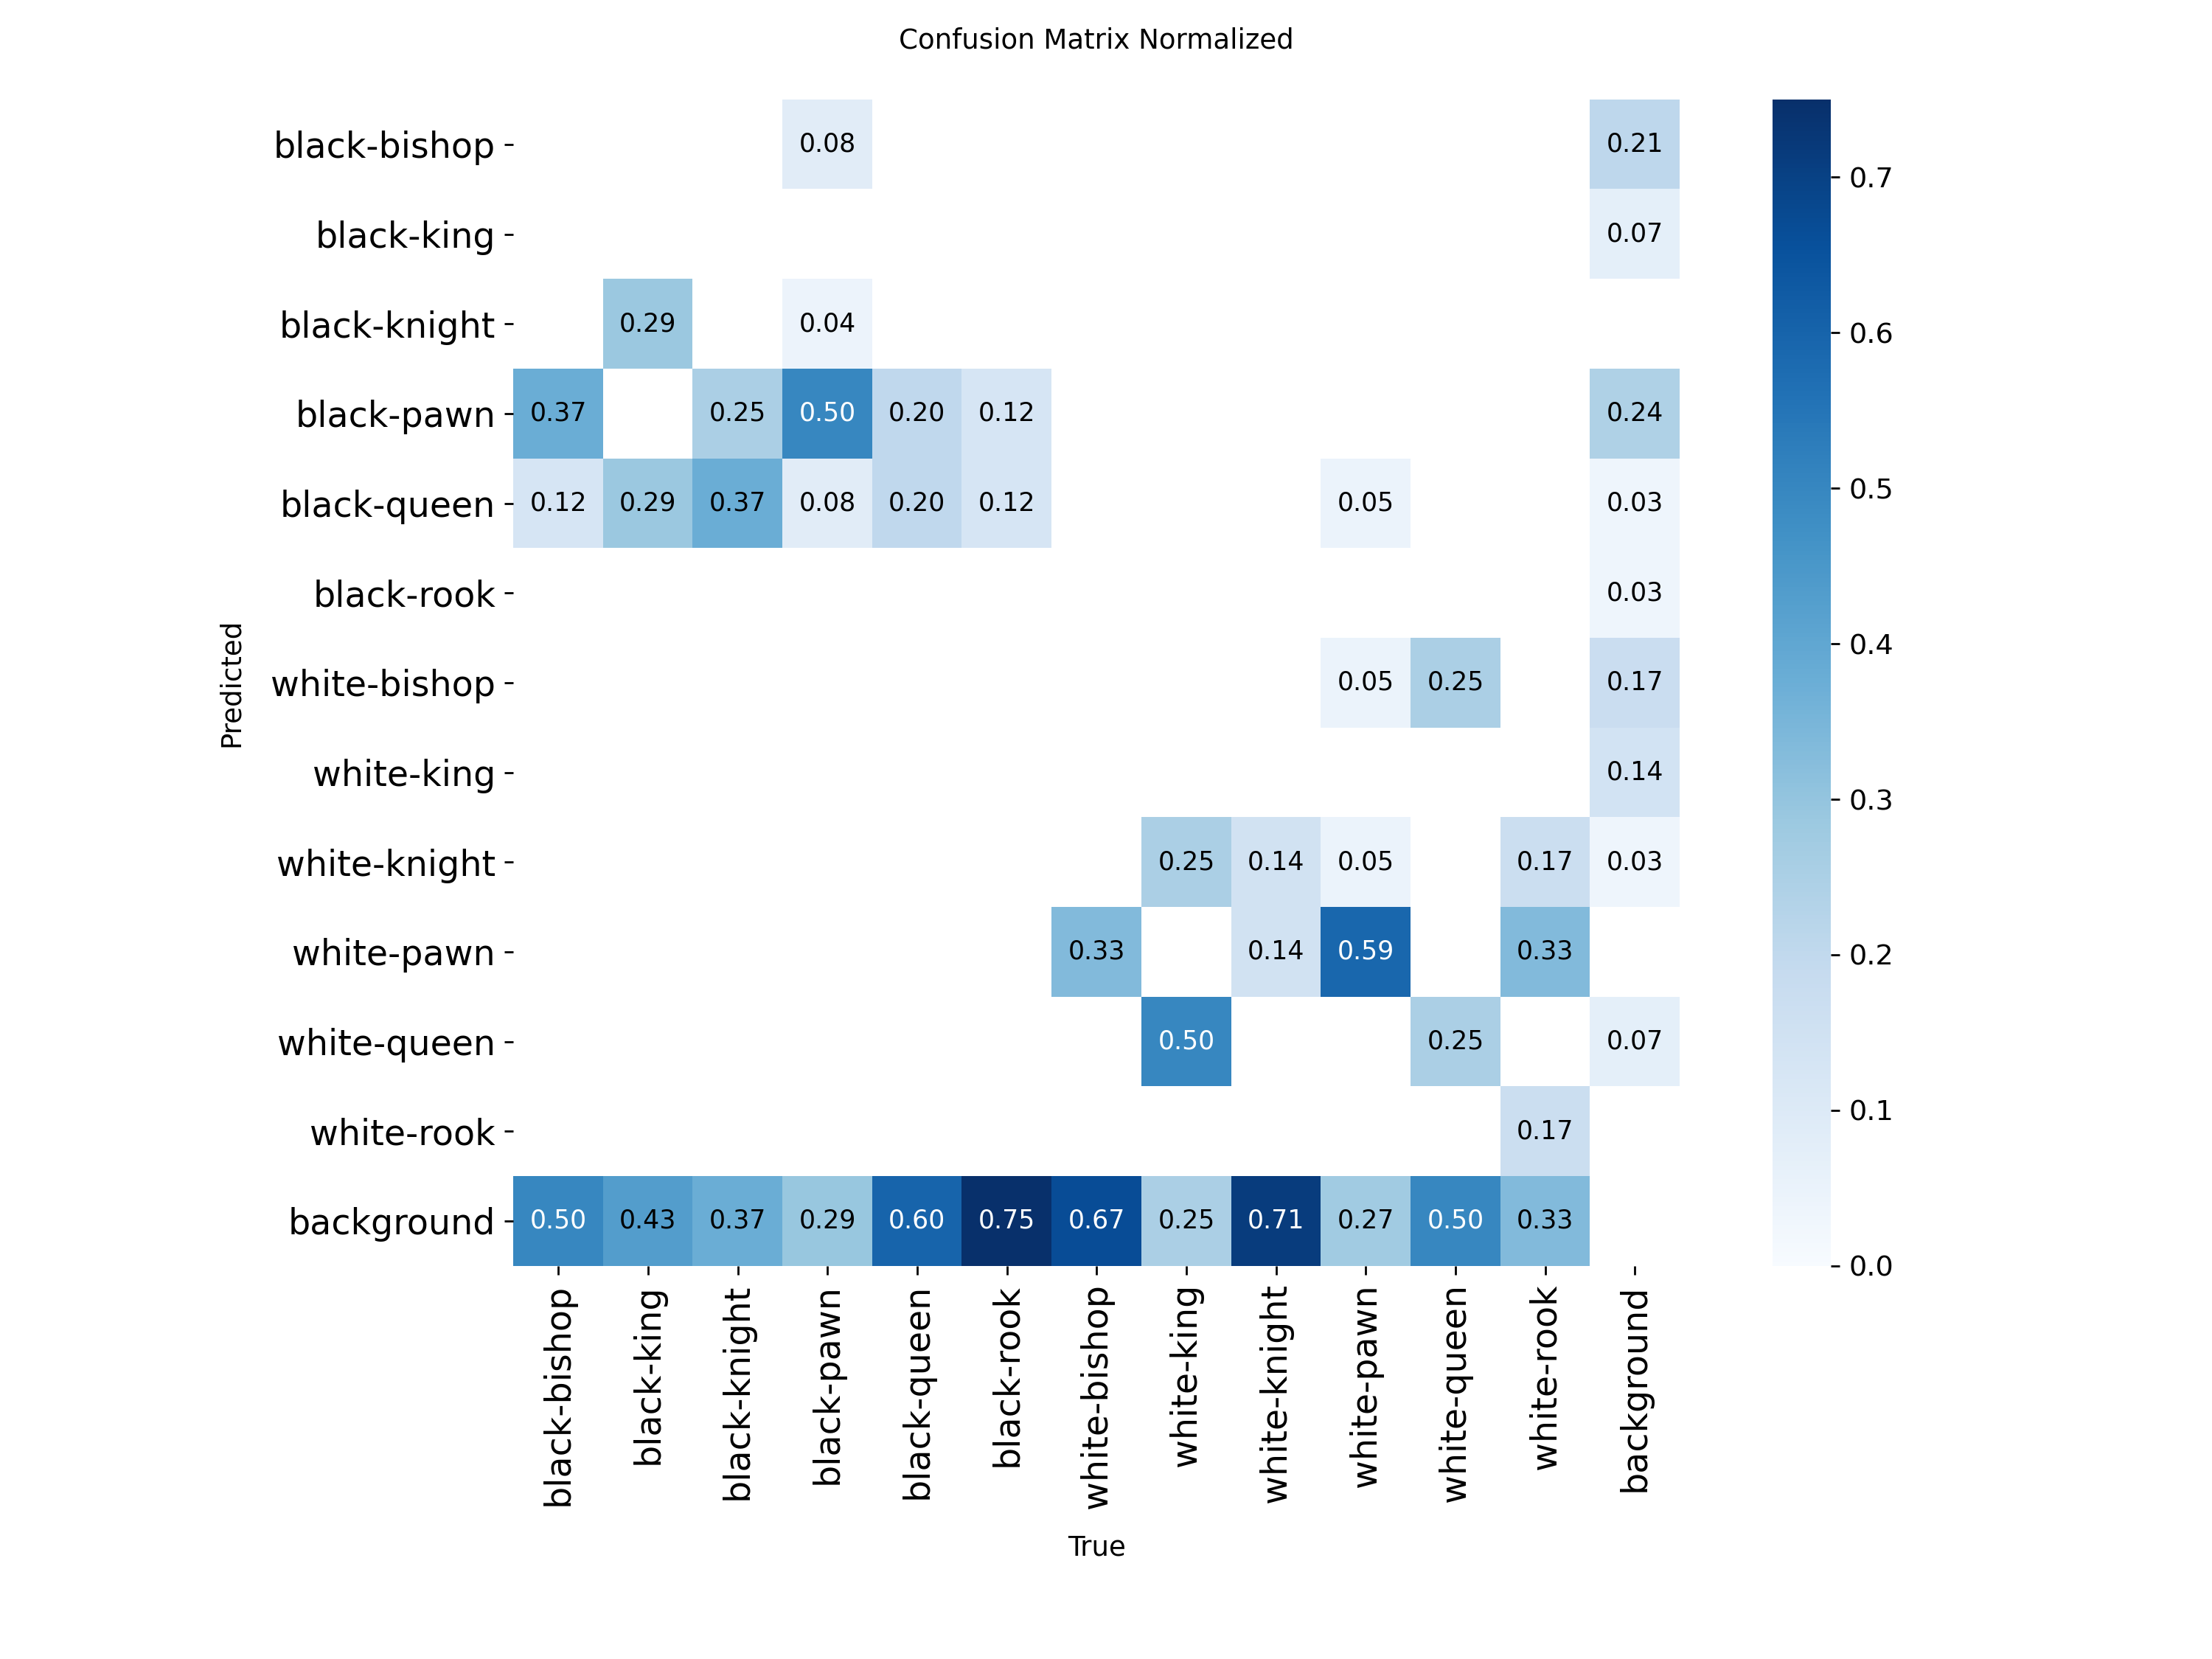 Confusion Matrix Normalized
black-bishop 0.08 0.21
black-king 0.07
black-knight 0.29 0.04
black-pawn 0.37 0.25 0.50 0.20 0.12 0.24
black-queen 0.12 0.29 0.37 0.08 0.20 0.12 0.05 0.03
black-rook 0.03
white-bishop 0.05 0.25 0.17
white-king 0.14
white-knight 0.25 0.14 0.05 0.17 0.03
white-pawn 0.33 0.14 0.59 0.33
white-queen 0.50 0.25 0.07
white-rook 0.17
background 0.50 0.43 0.37 0.29 0.60 0.75 0.67 0.25 0.71 0.27 0.50 0.33
Predicted
black-bishop
black-king
black-knight
black-pawn
black-queen
black-rook
white-bishop
white-king
white-knight
white-pawn
white-queen
white-rook
background
True
0.7
0.6
0.5
0.4
0.3
0.2
0.1
0.0